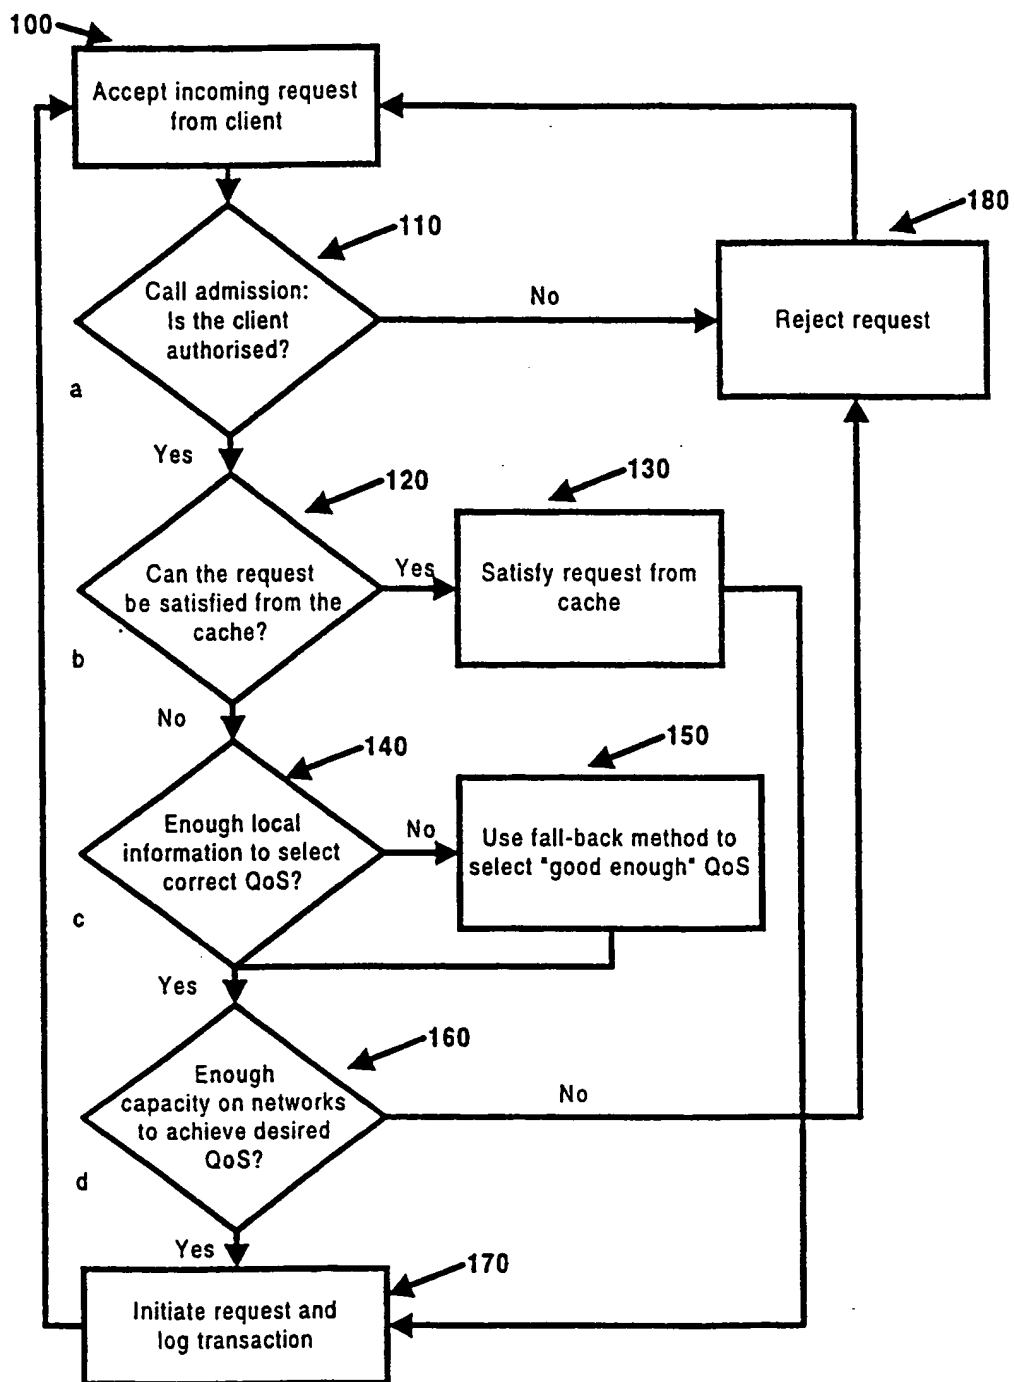 100
Accept incoming request
from client
180
110
Call admission:
Is the client
authorised?
No
Reject request
a
Yes
120
130
Can the request
be satisfied from the
cache?
Yes
Satisfy request from
cache
b
No
140
150
Enough local
information to select
correct QoS?
No
Use fall-back method to
select "good enough" QoS
c
Yes
160
Enough
capacity on networks
to achieve desired
QoS?
No
d
Yes
170
Initiate request and
log transaction